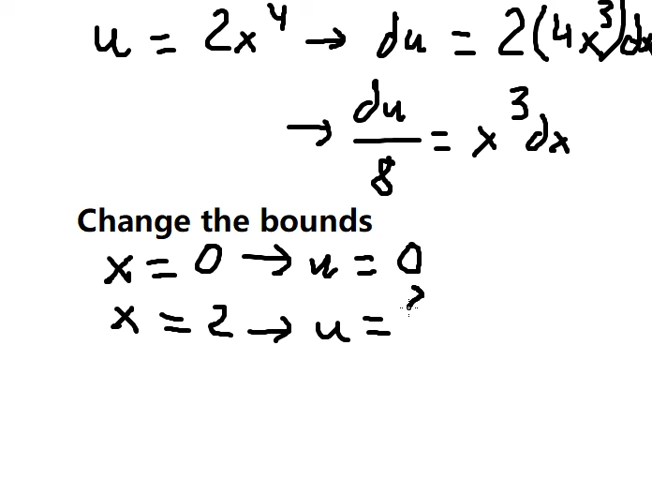 u = 2x⁴ → du = 2(4x³)dx
→ du/8 = x³dx
Change the bounds
x = 0 → u = 0
x = 2 → u =